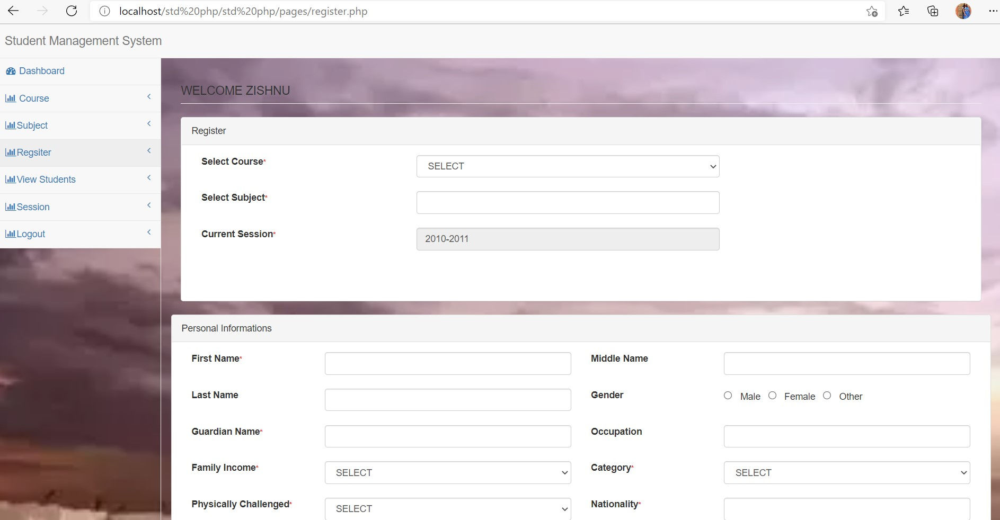 localhost/std%20php/std%20php/pages/register.php
Student Management System
Dashboard
Course
Subject
Regsiter
View Students
Session
Logout
WELCOME ZISHNU
Register
Select Course* SELECT
Select Subject*
Current Session* 2010-2011
Personal Informations
First Name* Middle Name
Last Name Gender Male Female Other
Guardian Name* Occupation
Family Income* SELECT Category* SELECT
Physically Challenged* SELECT Nationality*